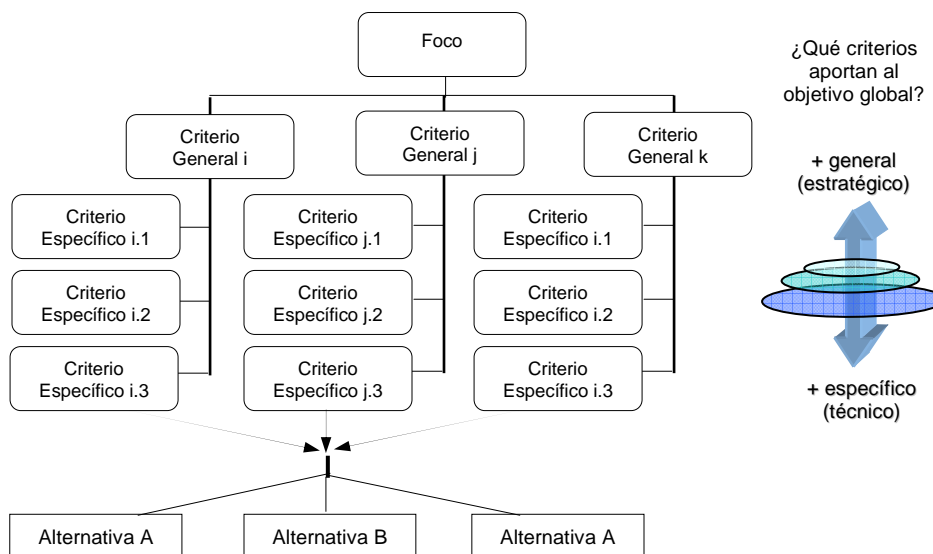 Foco
¿Qué criterios
aportan al
objetivo global?
Criterio
General i
Criterio
General j
Criterio
General k
+ general
(estratégico)
Criterio
Específico i.1
Criterio
Específico j.1
Criterio
Específico i.1
Criterio
Específico i.2
Criterio
Específico j.2
Criterio
Específico i.2
Criterio
Específico i.3
Criterio
Específico j.3
Criterio
Específico i.3
+ específico
(técnico)
Alternativa A
Alternativa B
Alternativa A